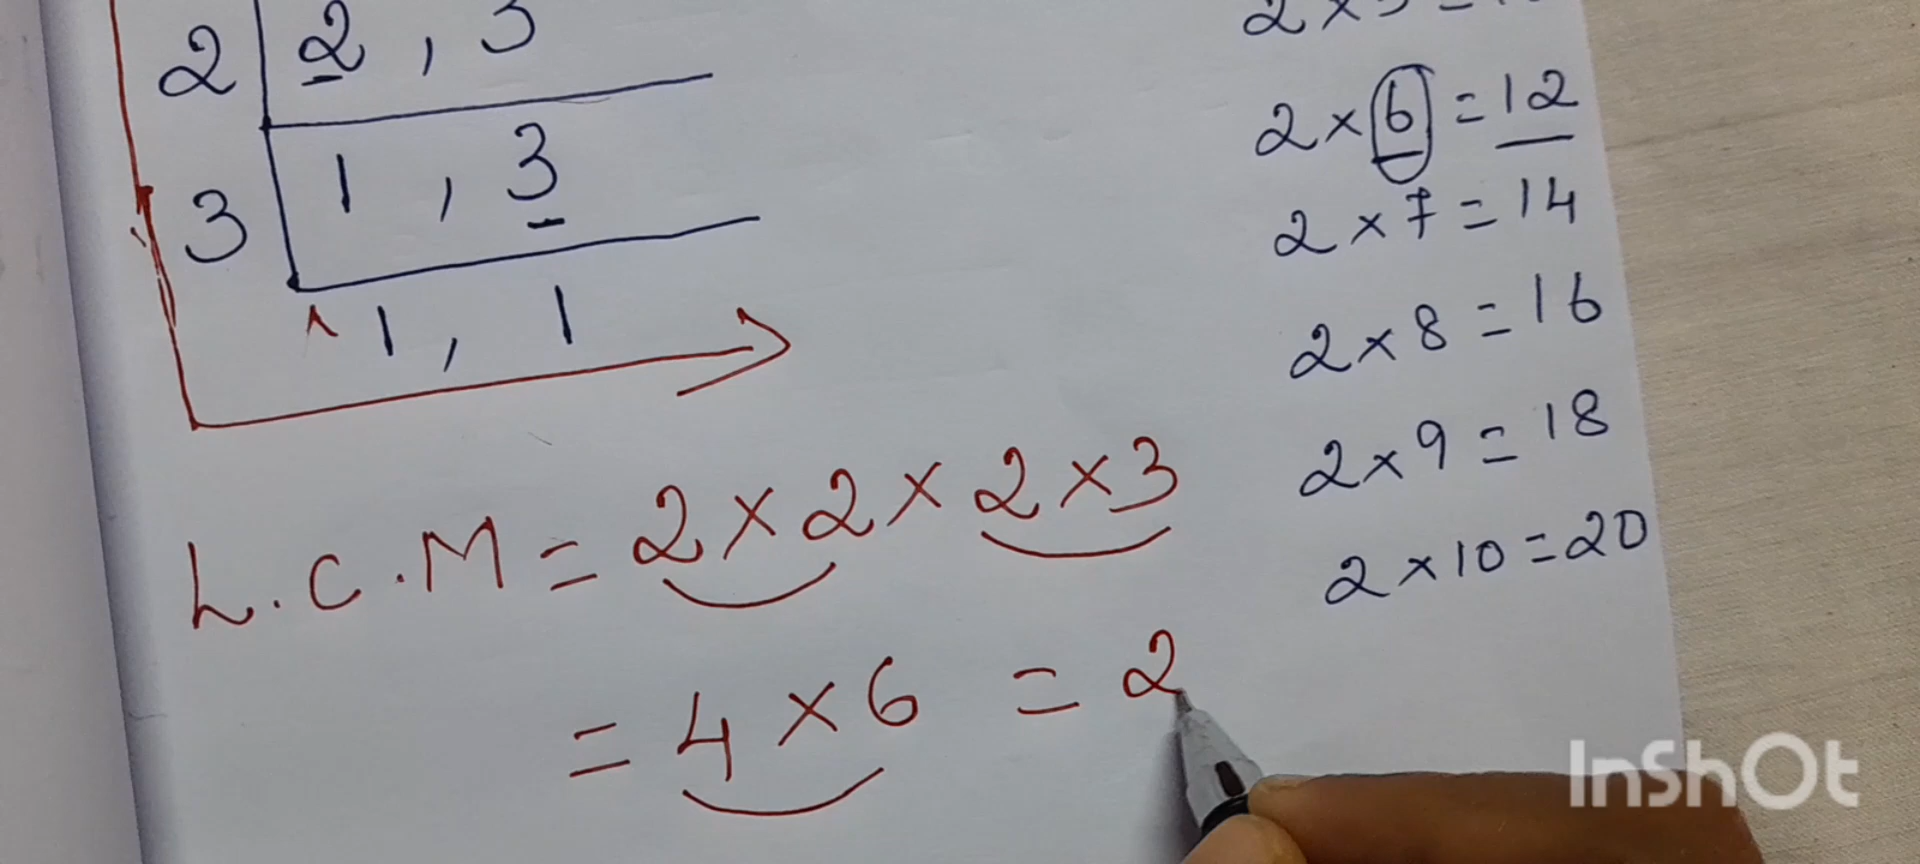 2 | 2 , 3
3 | 1 , 3
1 , 1
L.C.M = 2 × 2 × 2 × 3
= 4 × 6 = 2
2 × 6 = 12
2 × 7 = 14
2 × 8 = 16
2 × 9 = 18
2 × 10 = 20
InShOt